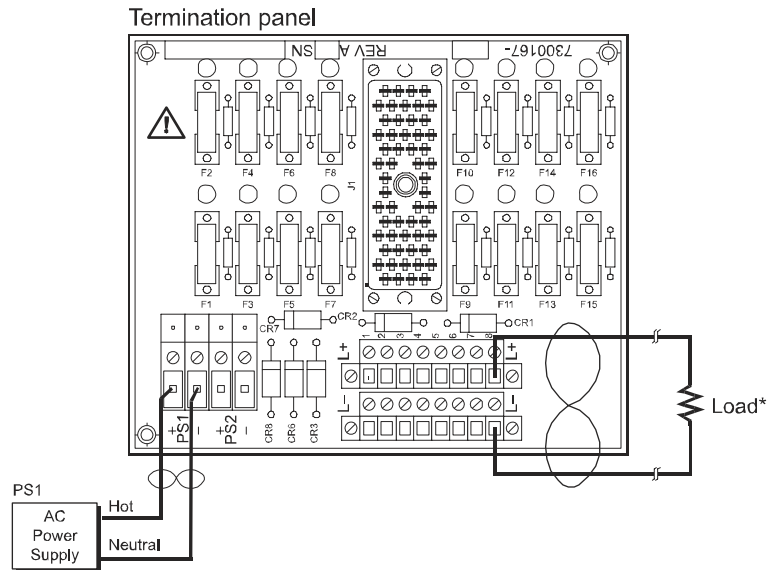 Termination panel
7300167-
REV A
SN
F2 F4 F6 F8 F10 F12 F14 F16
J1
F1 F3 F5 F7 F9 F11 F13 F15
CR7 CR2 CR1
1 2 3 4 5 6 7 8
L+ L+
L- L-
CR8 CR6 CR3
+ - + -
PS1 PS2
Load*
PS1
AC
Power
Supply
Hot
Neutral